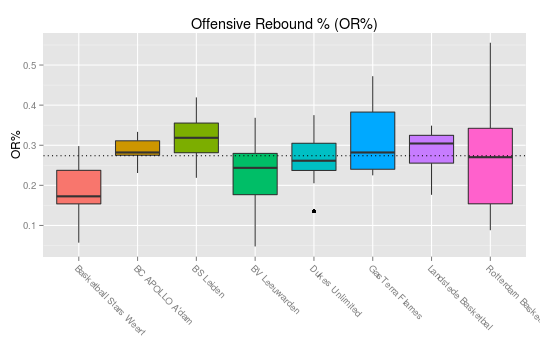 Offensive Rebound % (OR%)
OR%
0.5
0.4
0.3
0.2
0.1
Basketball Stars Weert
BC APOLLO A'dam
BS Leiden
BV Leeuwarden
Dukes Unlimited
GasTerra Flames
Landstede Basketbal
Rotterdam Baske